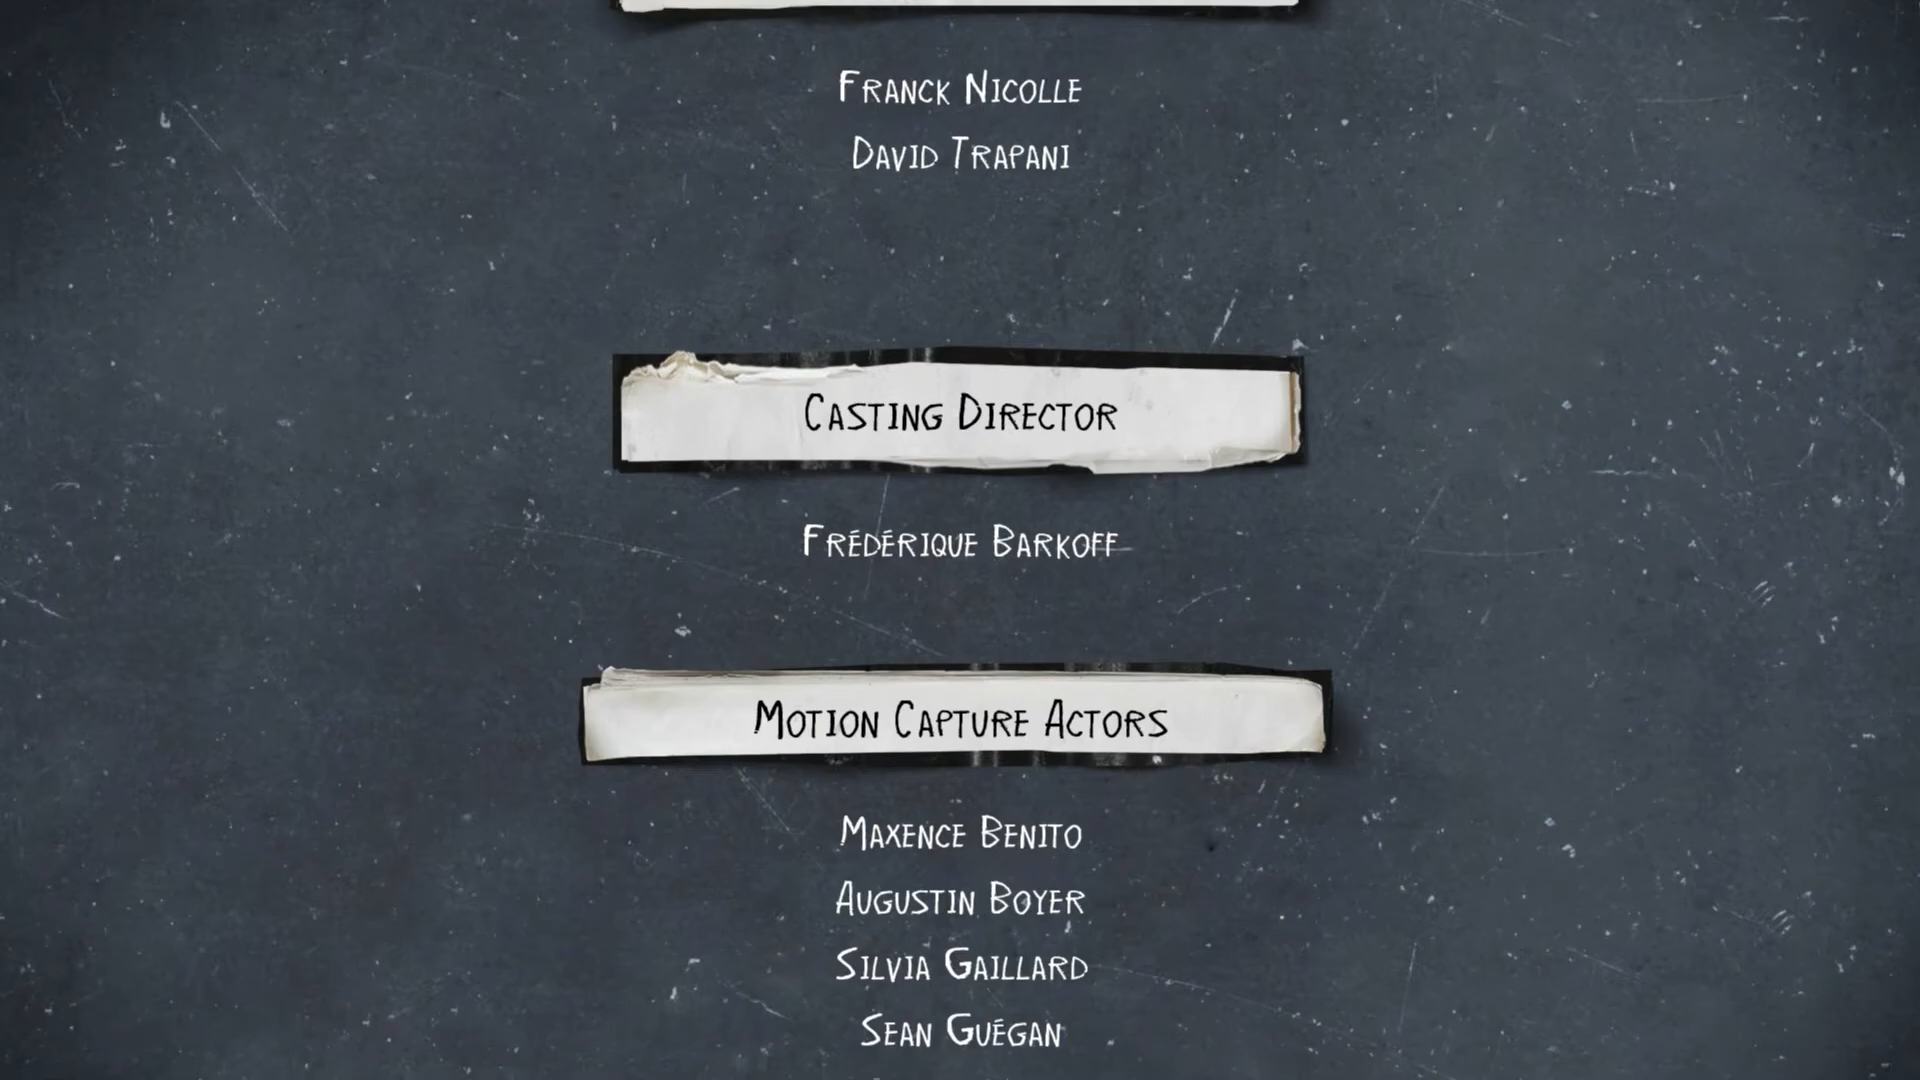 Franck Nicolle
David Trapani
Casting Director
Frédérique Barkoff
Motion Capture Actors
Maxence Benito
Augustin Boyer
Silvia Gaillard
Sean Guégan